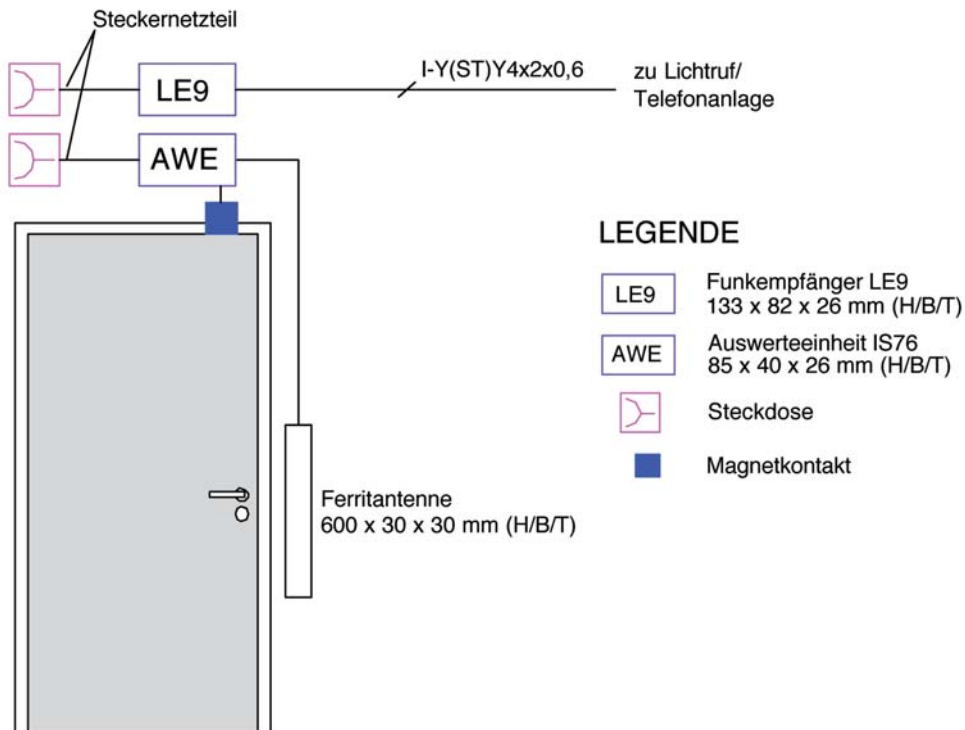 Steckernetzteil
LE9
I-Y(ST)Y4x2x0,6
zu Lichtruf/
Telefonanlage
AWE
Ferritantenne
600 x 30 x 30 mm (H/B/T)
LEGENDE
LE9
Funkempfänger LE9
133 x 82 x 26 mm (H/B/T)
AWE
Auswerteeinheit IS76
85 x 40 x 26 mm (H/B/T)
Steckdose
Magnetkontakt